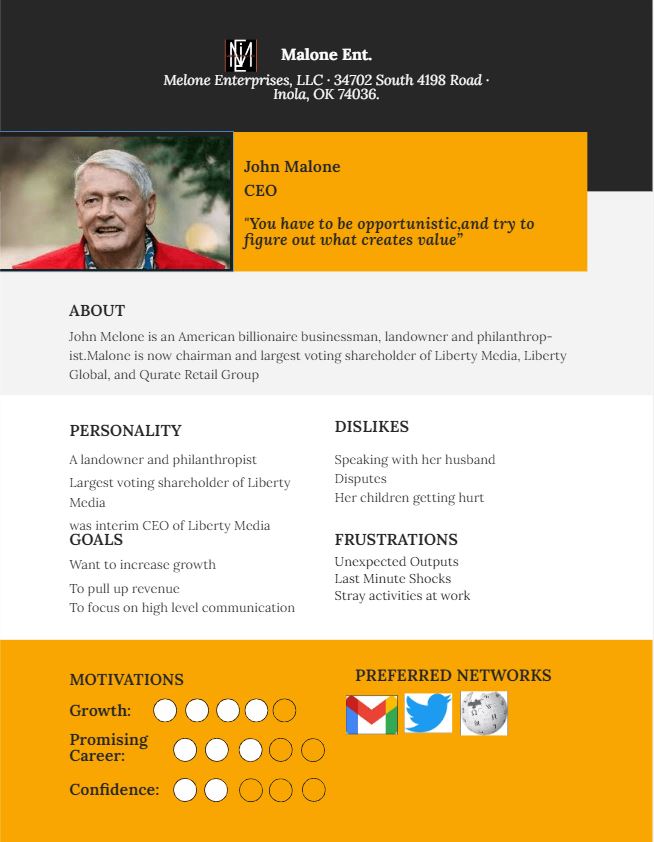 Malone Ent.
Melone Enterprises, LLC · 34702 South 4198 Road ·
Inola, OK 74036.
John Malone
CEO
"You have to be opportunistic,and try to
figure out what creates value”
ABOUT
John Melone is an American billionaire businessman, landowner and philanthrop-
ist.Malone is now chairman and largest voting shareholder of Liberty Media, Liberty
Global, and Qurate Retail Group
PERSONALITY
A landowner and philanthropist
Largest voting shareholder of Liberty
Media
was interim CEO of Liberty Media
DISLIKES
Speaking with her husband
Disputes
Her children getting hurt
GOALS
Want to increase growth
To pull up revenue
To focus on high level communication
FRUSTRATIONS
Unexpected Outputs
Last Minute Shocks
Stray activities at work
MOTIVATIONS
Growth:
Promising
Career:
Confidence:
PREFERRED NETWORKS